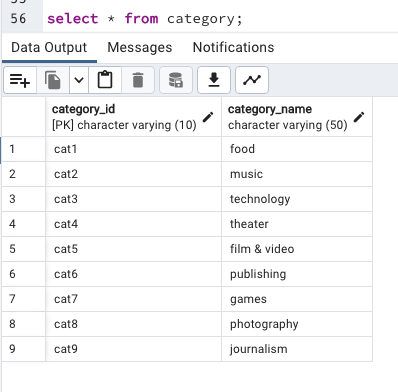 56 select * from category;
Data Output Messages Notifications
category_id category_name
[PK] character varying (10) character varying (50)
1 cat1 food
2 cat2 music
3 cat3 technology
4 cat4 theater
5 cat5 film & video
6 cat6 publishing
7 cat7 games
8 cat8 photography
9 cat9 journalism